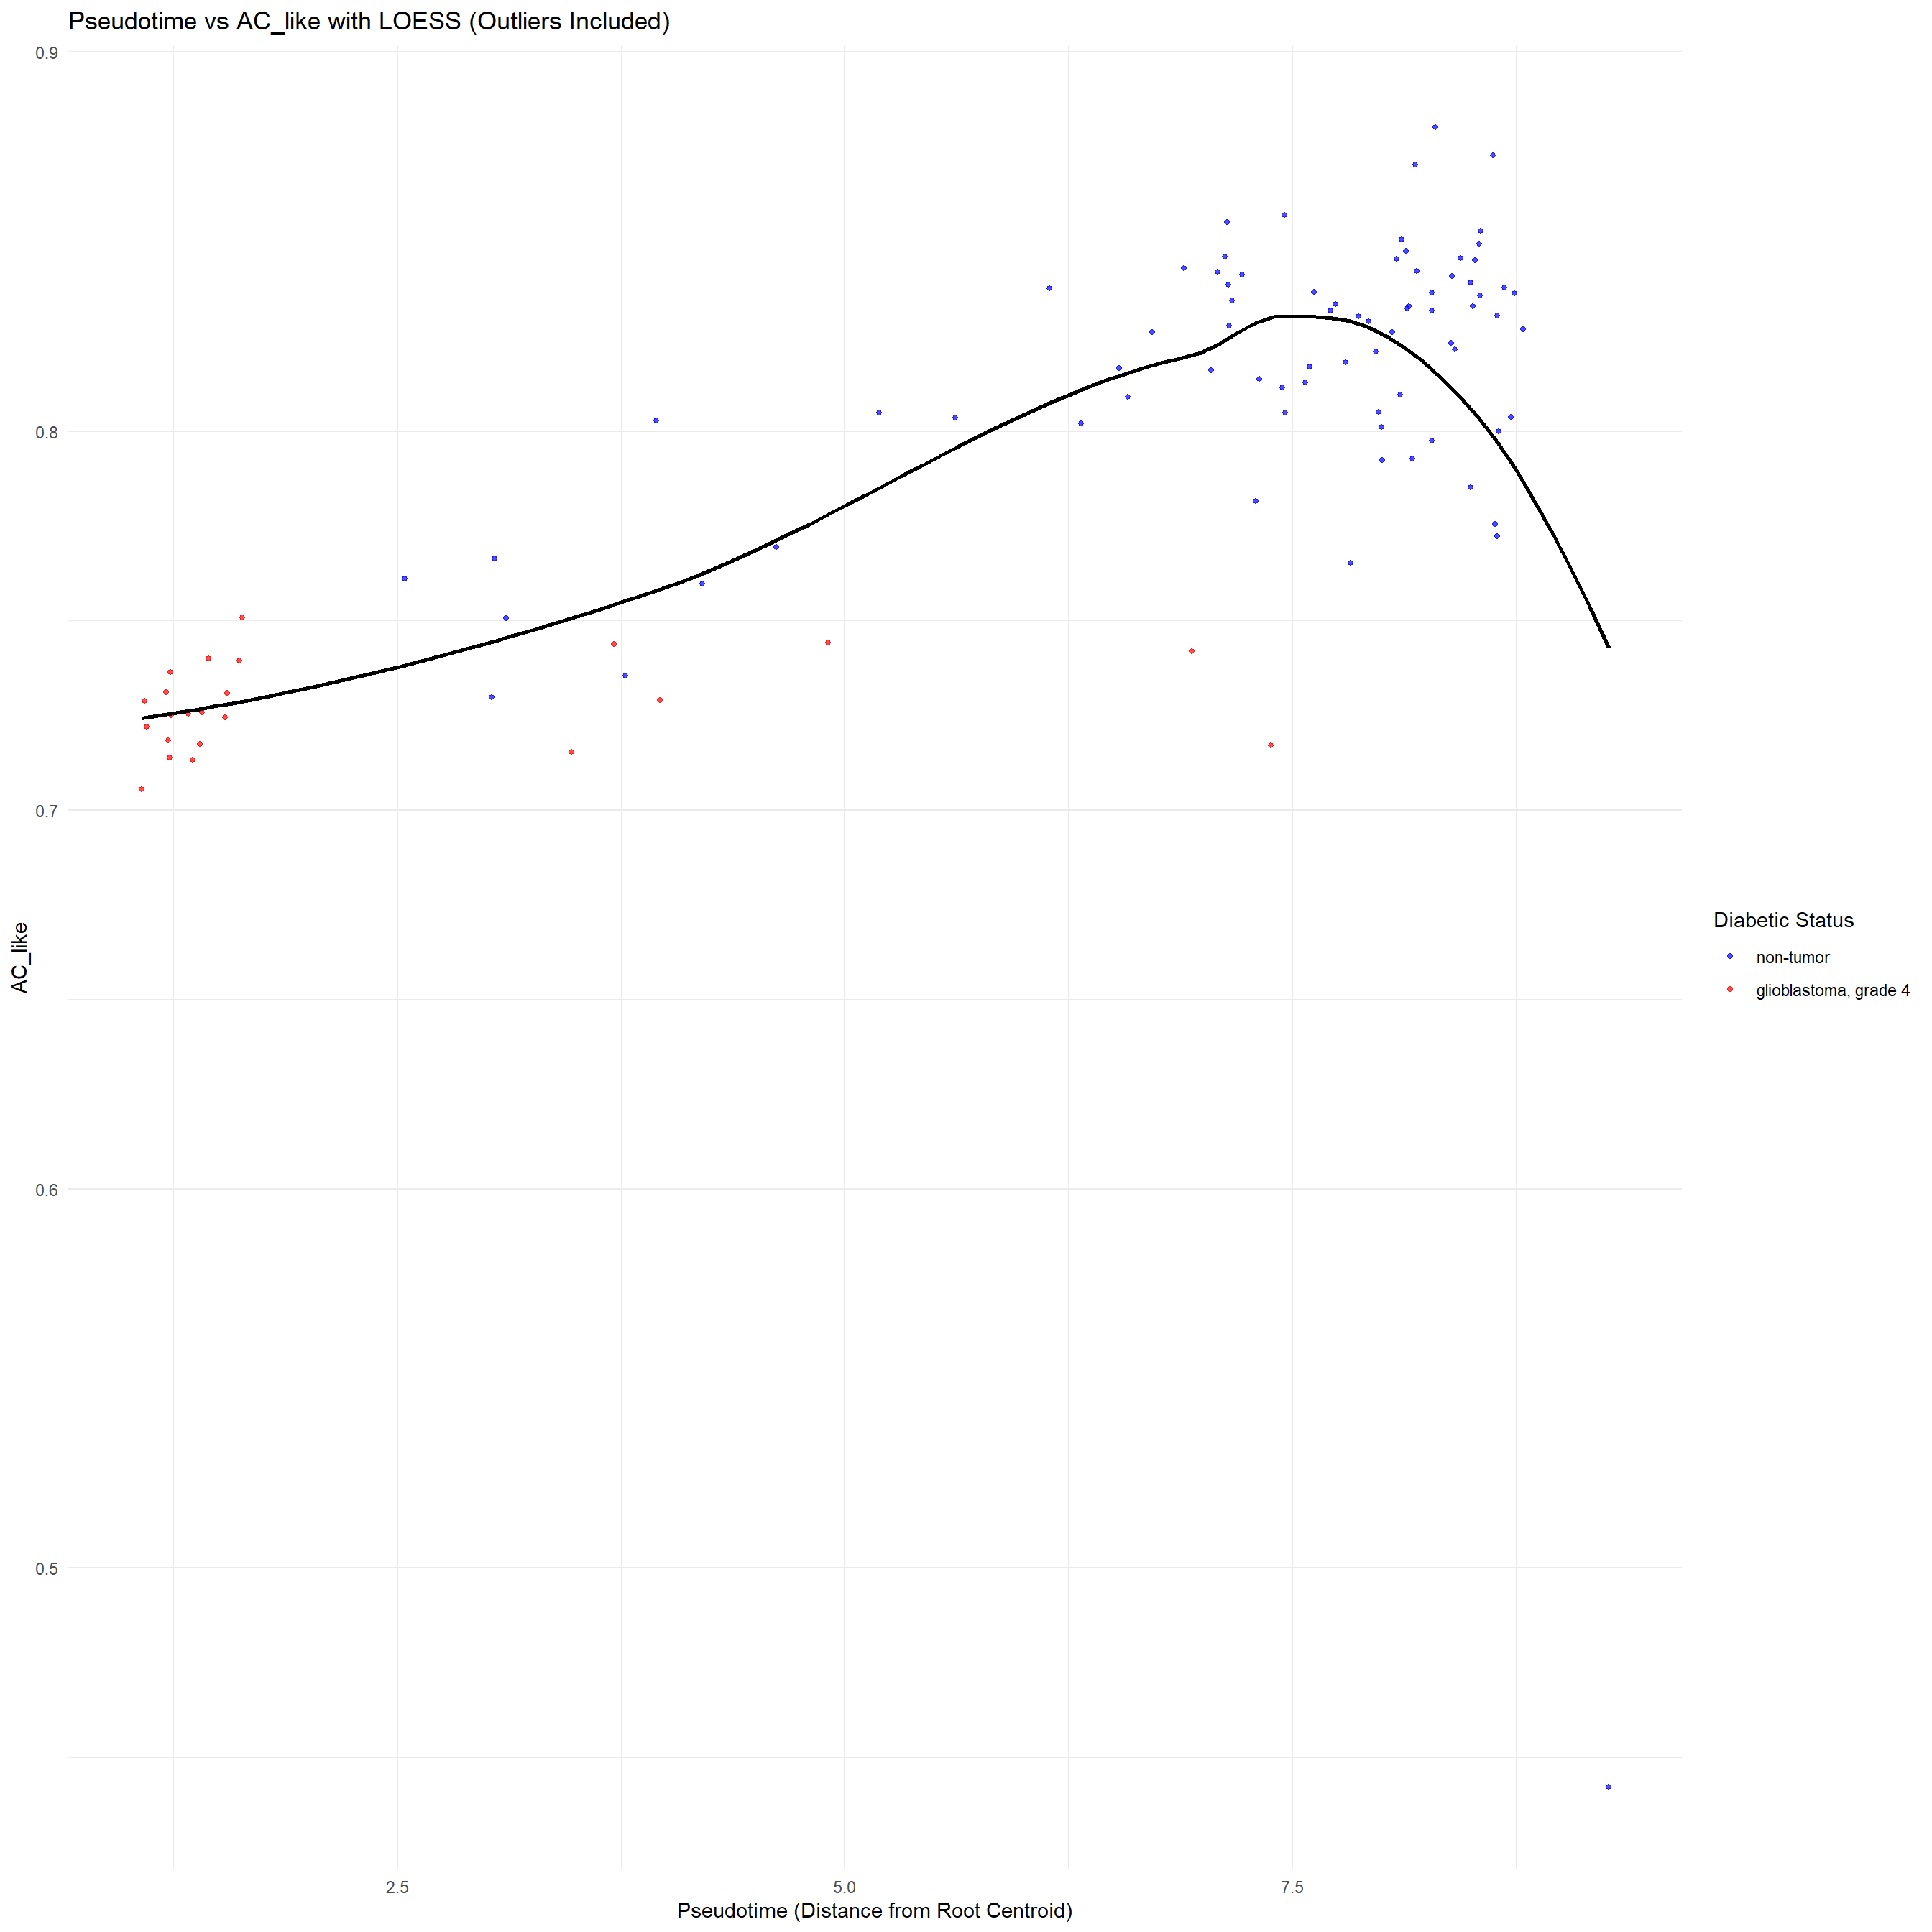 Pseudotime vs AC_like with LOESS (Outliers Included)
0.9
0.8
0.7
0.6
0.5
AC_like
2.5
5.0
7.5
Pseudotime (Distance from Root Centroid)
Diabetic Status
non-tumor
glioblastoma, grade 4